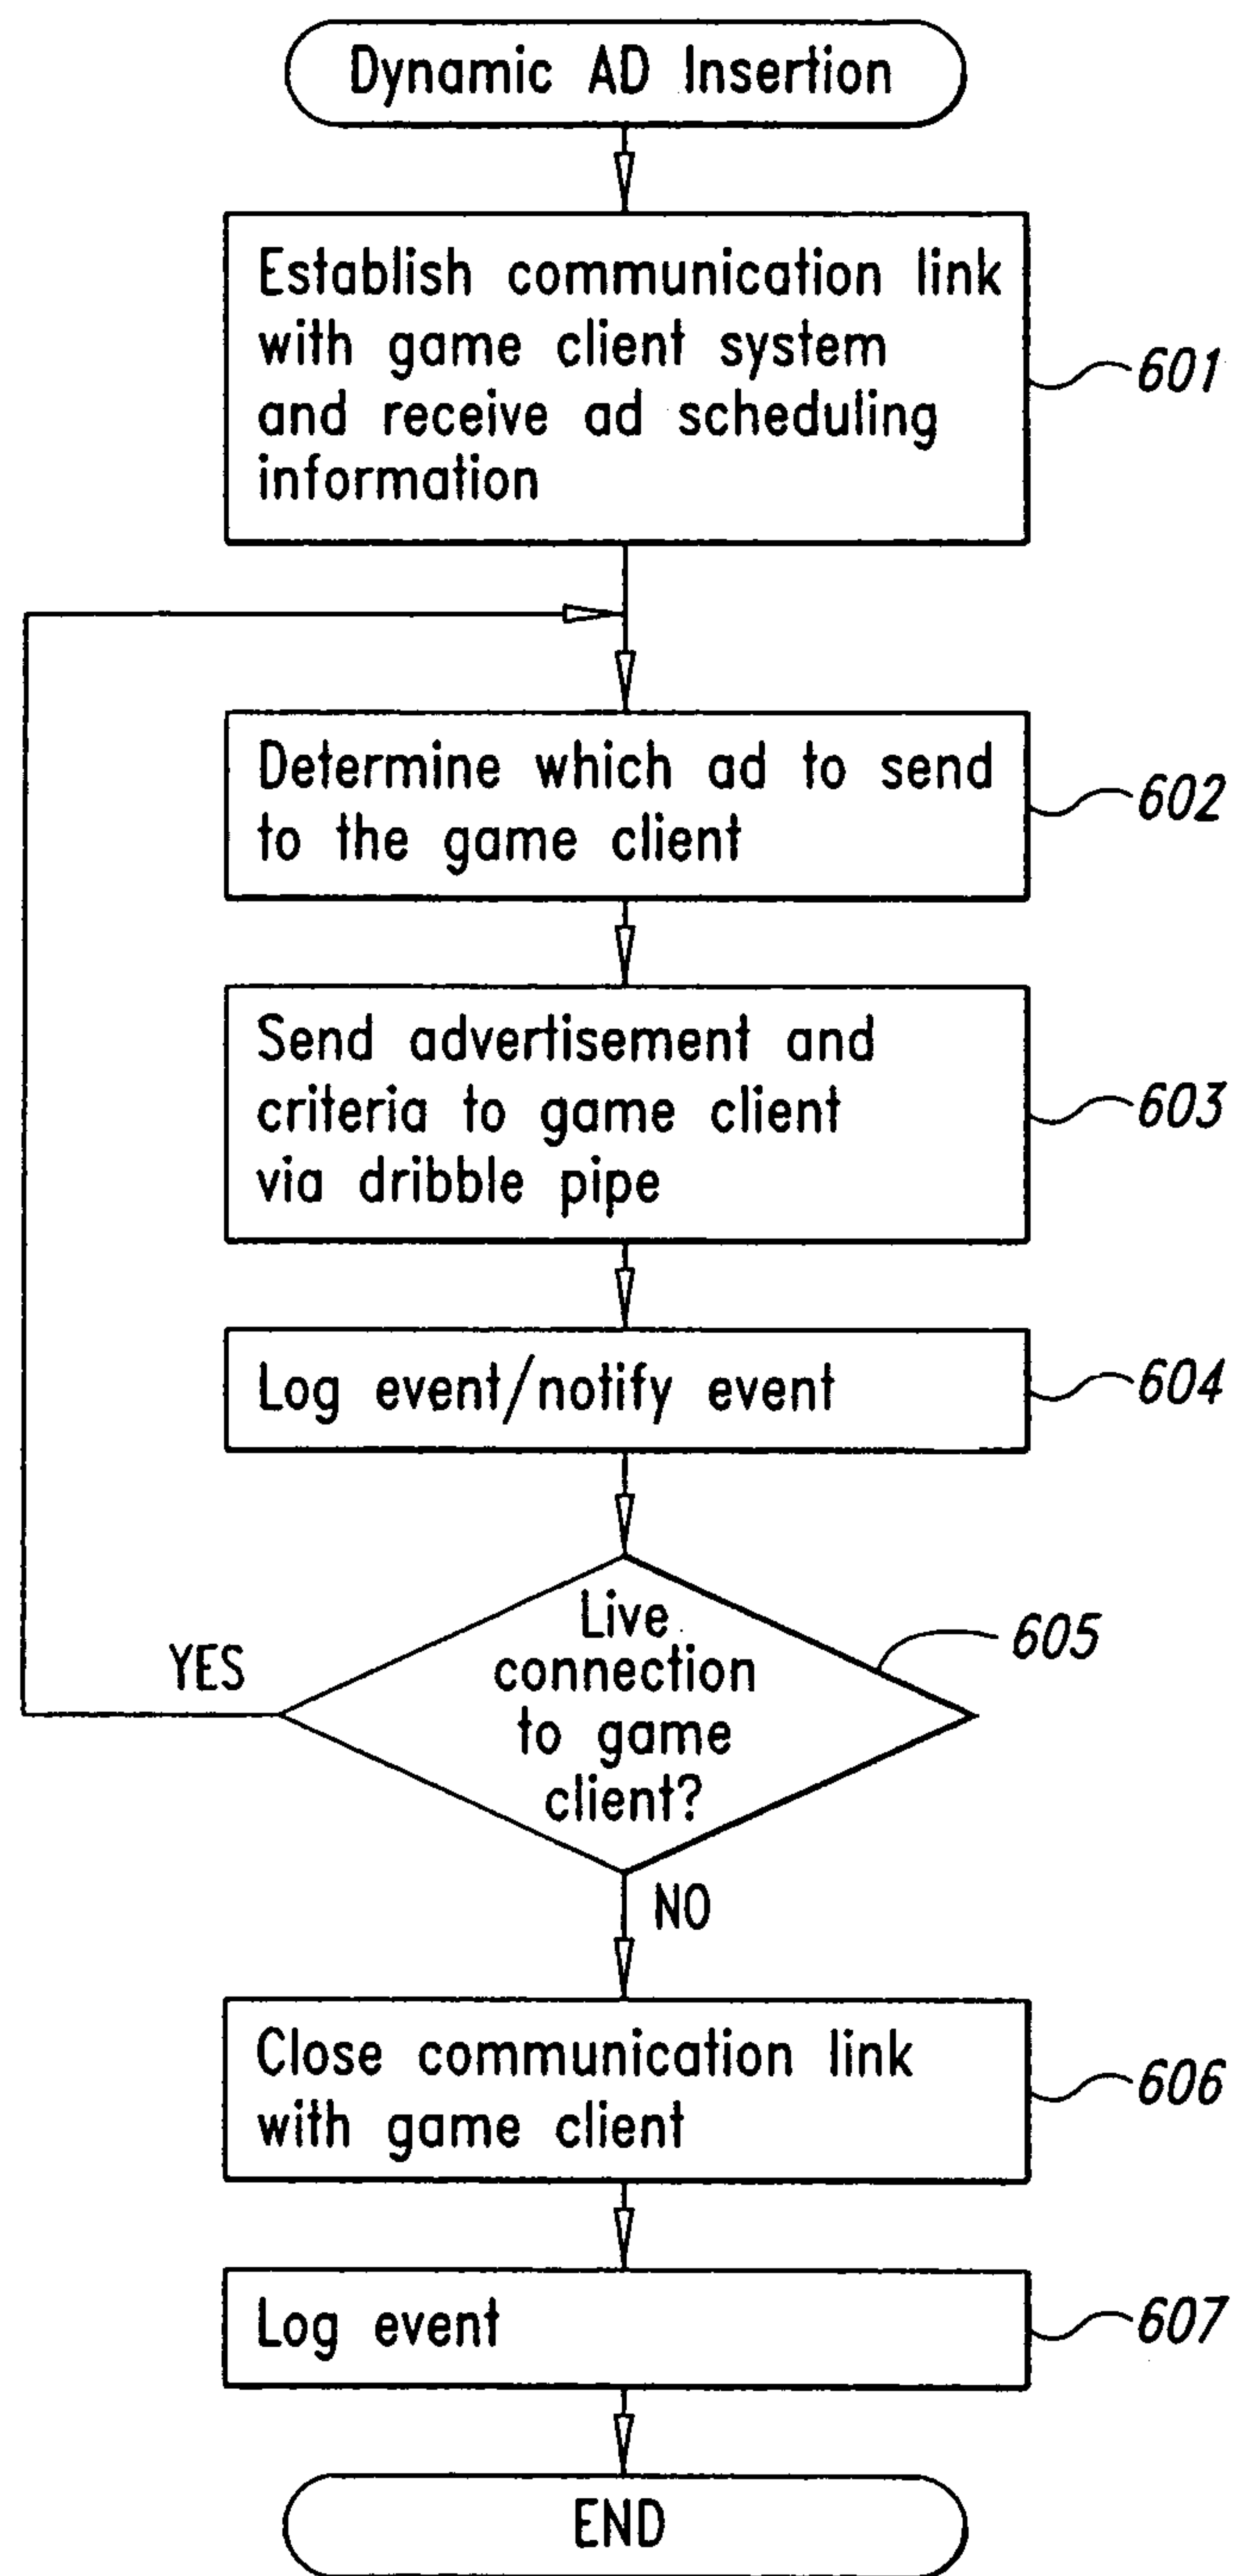 Dynamic AD Insertion
Establish communication link
with game client system
and receive ad scheduling
information
601
Determine which ad to send
to the game client
602
Send advertisement and
criteria to game client
via dribble pipe
603
Log event/notify event
604
Live
connection
to game
client?
605
YES
NO
Close communication link
with game client
606
Log event
607
END